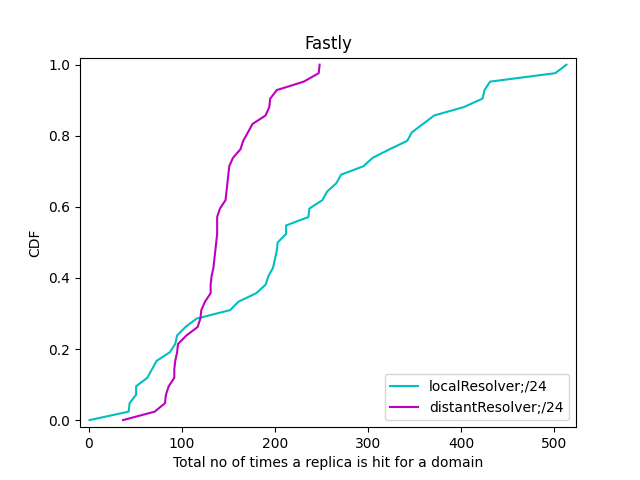 Fastly
1.0
0.8
0.6
0.4
0.2
0.0
CDF
localResolver;/24
distantResolver;/24
0 100 200 300 400 500
Total no of times a replica is hit for a domain